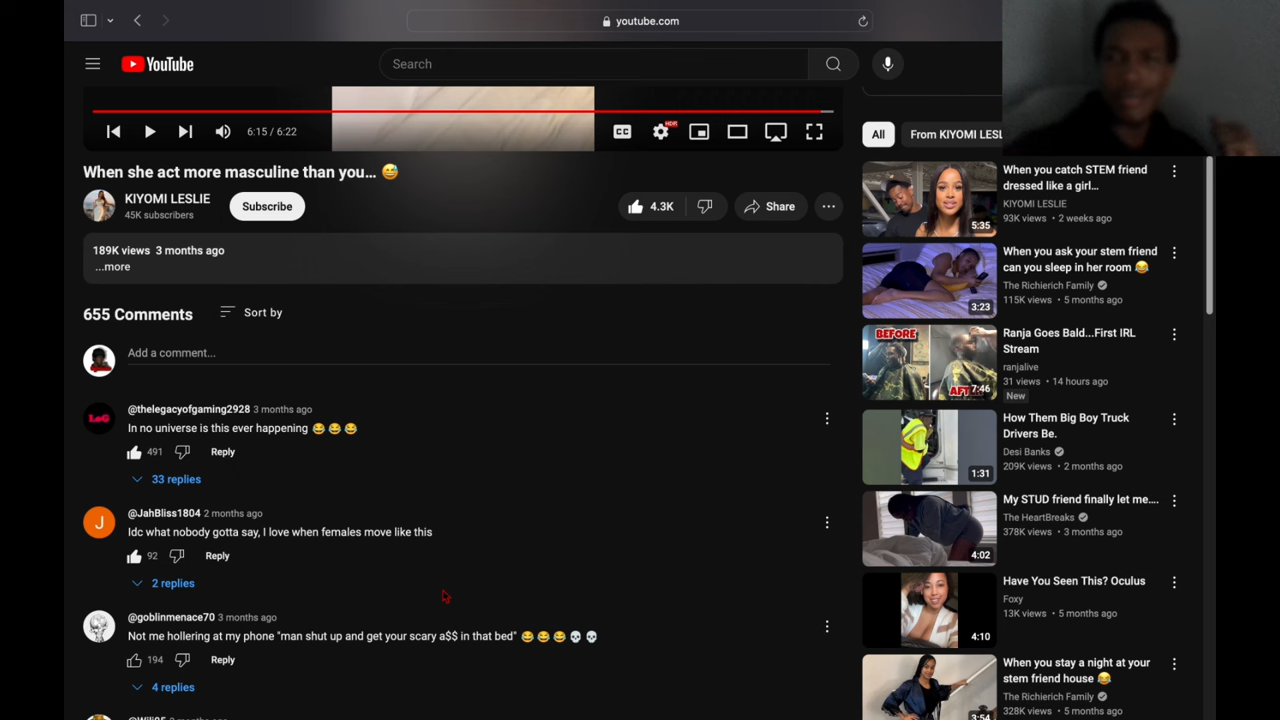 youtube.com
YouTube
Search
6:15 / 6:22
CC
HDR
When she act more masculine than you... 😅
KIYOMI LESLIE
45K subscribers
Subscribe
4.3K
Share
189K views 3 months ago
...more
655 Comments
Sort by
Add a comment...
LoG
@thelegacyofgaming2928 3 months ago
In no universe is this ever happening 😂 😂 😂
491
Reply
33 replies
J
@JahBliss1804 2 months ago
Idc what nobody gotta say, I love when females move like this
92
Reply
2 replies
@goblinmenace70 3 months ago
Not me hollering at my phone "man shut up and get your scary a$$ in that bed" 😂 😂 😂 💀 💀
194
Reply
4 replies
All
From KIYOMI LESL
5:35
When you catch STEM friend
dressed like a girl...
KIYOMI LESLIE
93K views • 2 weeks ago
3:23
When you ask your stem friend
can you sleep in her room 😂
The Richierich Family
115K views • 5 months ago
BEFORE
AFT
7:46
Ranja Goes Bald...First IRL
Stream
ranjalive
31 views • 14 hours ago
New
1:31
How Them Big Boy Truck
Drivers Be.
Desi Banks
209K views • 2 months ago
4:02
My STUD friend finally let me....
The HeartBreaks
378K views • 3 months ago
4:10
Have You Seen This? Oculus
Foxy
13K views • 5 months ago
3:54
When you stay a night at your
stem friend house 😂
The Richierich Family
328K views • 5 months ago